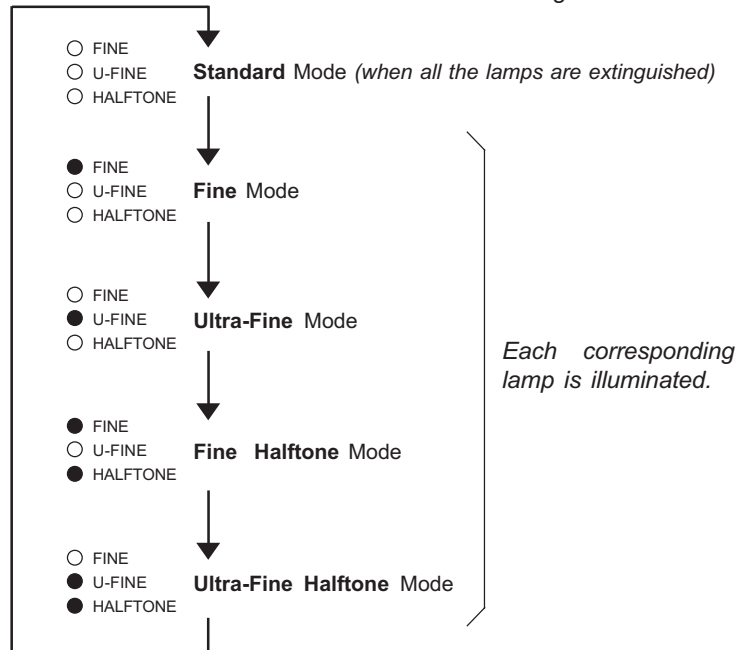 FINE
U-FINE
HALFTONE
Standard Mode (when all the lamps are extinguished)
FINE
U-FINE
HALFTONE
Fine Mode
FINE
U-FINE
HALFTONE
Ultra-Fine Mode
Each corresponding
lamp is illuminated.
FINE
U-FINE
HALFTONE
Fine Halftone Mode
FINE
U-FINE
HALFTONE
Ultra-Fine Halftone Mode